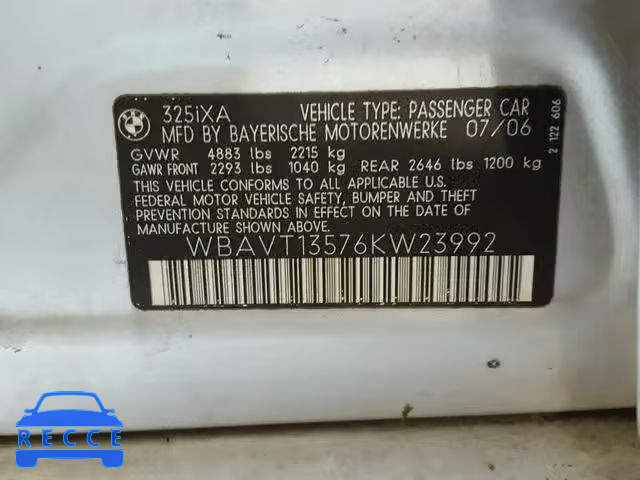 BMW
325iXA VEHICLE TYPE: PASSENGER CAR
MFD BY BAYERISCHE MOTORENWERKE 07/06
GVWR 4883 lbs 2215 kg
GAWR FRONT 2293 lbs 1040 kg REAR 2646 lbs 1200 kg
THIS VEHICLE CONFORMS TO ALL APPLICABLE U.S.
FEDERAL MOTOR VEHICLE SAFETY, BUMPER AND THEFT
PREVENTION STANDARDS IN EFFECT ON THE DATE OF
MANUFACTURE SHOWN ABOVE.
WBAVT13576KW23992
2 122 606